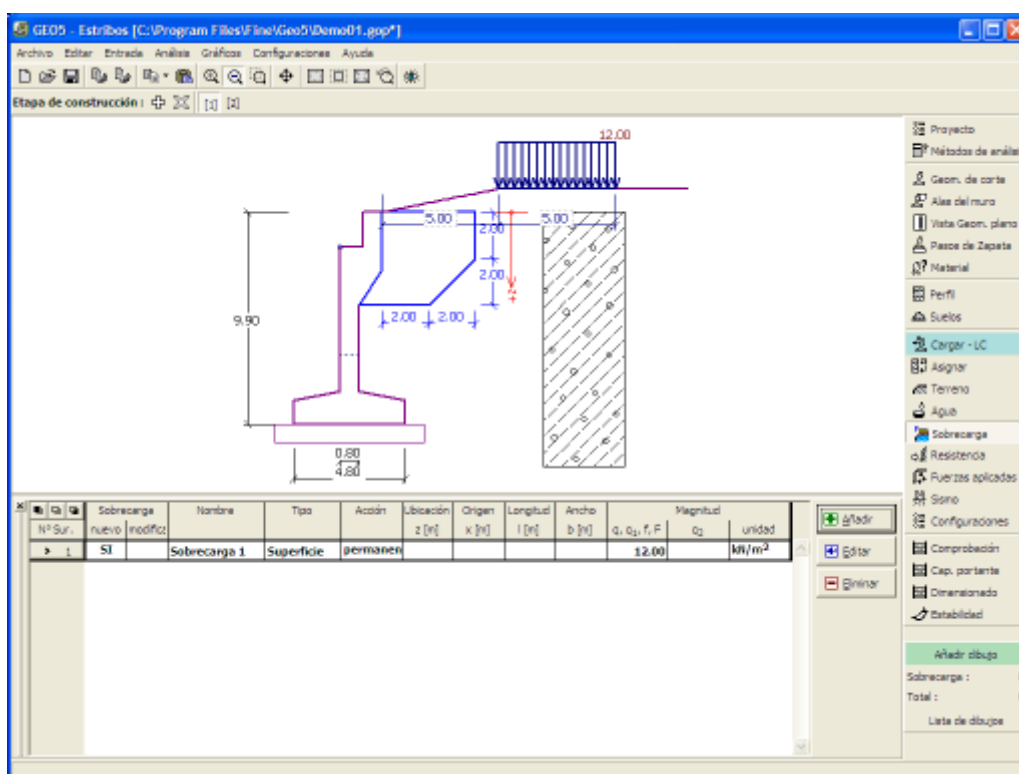 GEO5 - Estribos [C:\Program Files\Fine\Geo5\Demo01.gop*]
Archivo Editar Entrada Análisis Gráficos Configuraciones Ayuda
Etapa de construcción : [1] [2]
12.00
5.00 5.00
2.00
2.00
+z
2.00 2.00
9.90
0.80
4.80
Proyecto
Métodos de anális
Geom. de corte
Alas del muro
Vista Geom. plano
Pasos de Zapata
Material
Perfil
Suelos
Cargar - LC
Asignar
Terreno
Agua
Sobrecarga
Resistencia
Fuerzas aplicadas
Sismo
Configuraciones
Comprobación
Cap. portante
Dimensionado
Estabilidad
Añadir dibujo
Sobrecarga :
Total :
Lista de dibujos
Sobrecarga Nombre Tipo Acción Ubicación Origen Longitud Ancho Magnitud
Nº Sur. nuevo modificz z [m] x [m] l [m] b [m] q, q1, f, F q2 unidad
> 1 SI Sobrecarga 1 Superficie permanen 12.00 kN/m2
Añadir
Editar
Eliminar